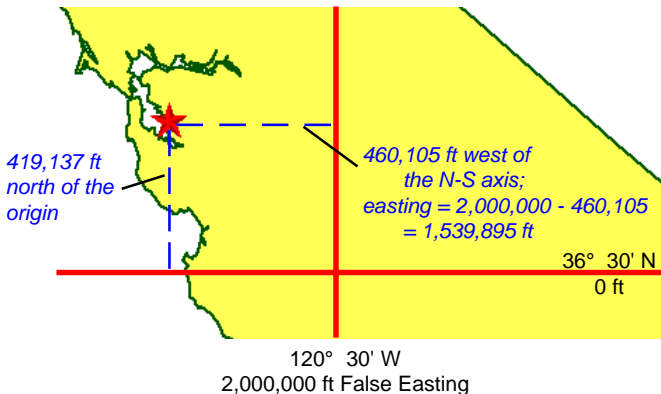 419,137 ft
north of the
origin
460,105 ft west of
the N-S axis;
easting = 2,000,000 - 460,105
= 1,539,895 ft
36° 30' N
0 ft
120° 30' W
2,000,000 ft False Easting